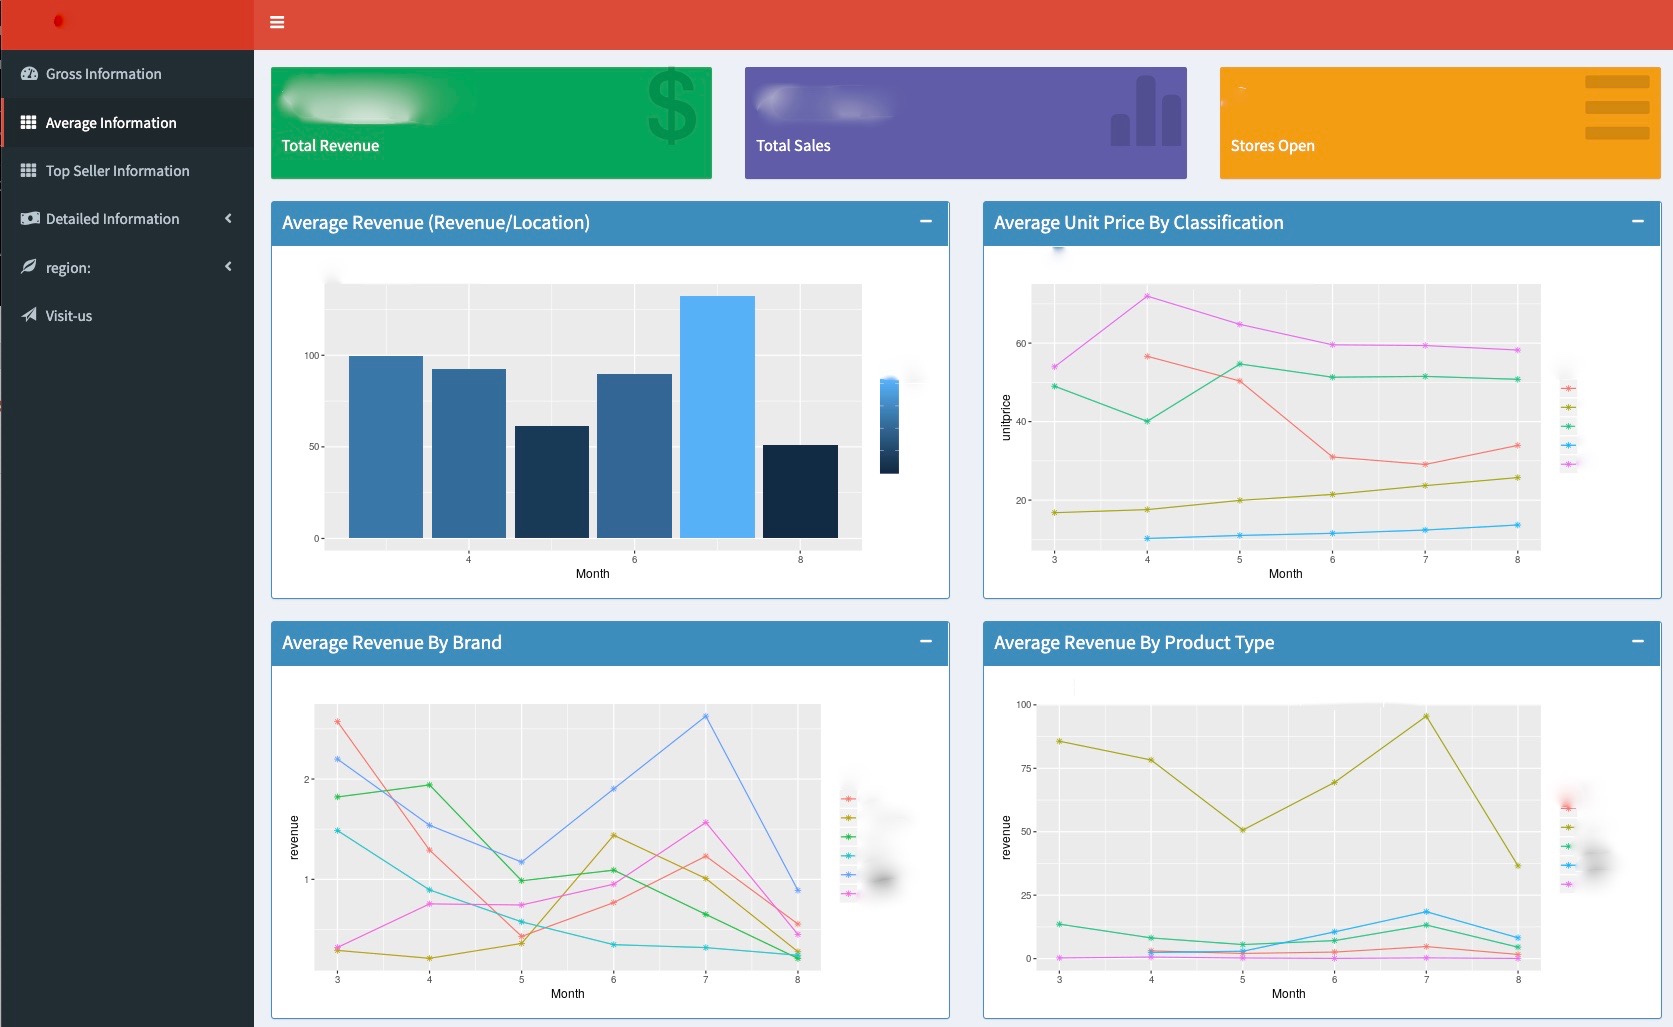 Gross Information
Average Information
Top Seller Information
Detailed Information
region:
Visit-us
Total Revenue
Total Sales
Stores Open
Average Revenue (Revenue/Location)
100
50
0
4 6 8
Month
Average Unit Price By Classification
unitprice
60
40
20
3 4 5 6 7 8
Month
Average Revenue By Brand
revenue
2
1
3 4 5 6 7 8
Month
Average Revenue By Product Type
revenue
100
75
50
25
0
3 4 5 6 7 8
Month